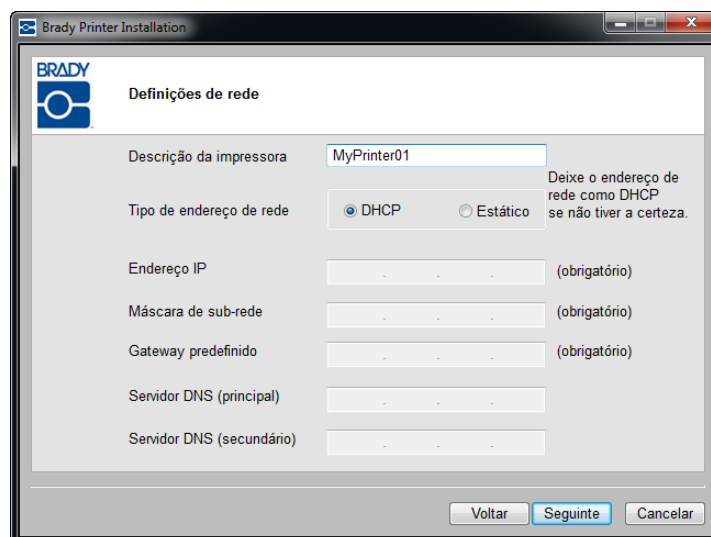 Brady Printer Installation
BRADY
Definições de rede
Descrição da impressora
MyPrinter01
Deixe o endereço de
rede como DHCP
se não tiver a certeza.
Tipo de endereço de rede
DHCP
Estático
Endereço IP
. . .
(obrigatório)
Máscara de sub-rede
. . .
(obrigatório)
Gateway predefinido
. . .
(obrigatório)
Servidor DNS (principal)
. . .
Servidor DNS (secundário)
. . .
Voltar
Seguinte
Cancelar